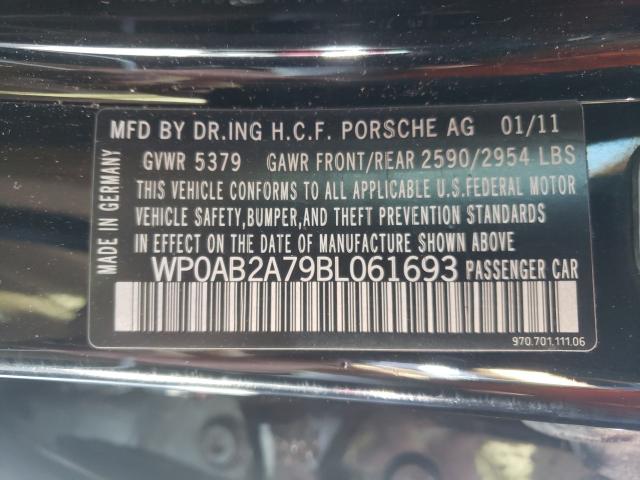 MFD BY DR.ING H.C.F. PORSCHE AG 01/11
GVWR 5379 GAWR FRONT/REAR 2590/2954 LBS
THIS VEHICLE CONFORMS TO ALL APPLICABLE U.S.FEDERAL MOTOR
VEHICLE SAFETY,BUMPER,AND THEFT PREVENTION STANDARDS
IN EFFECT ON THE DATE OF MANUFACTURE SHOWN ABOVE.
WP0AB2A79BL061693 PASSENGER CAR
970.701.111.06
MADE IN GERMANY